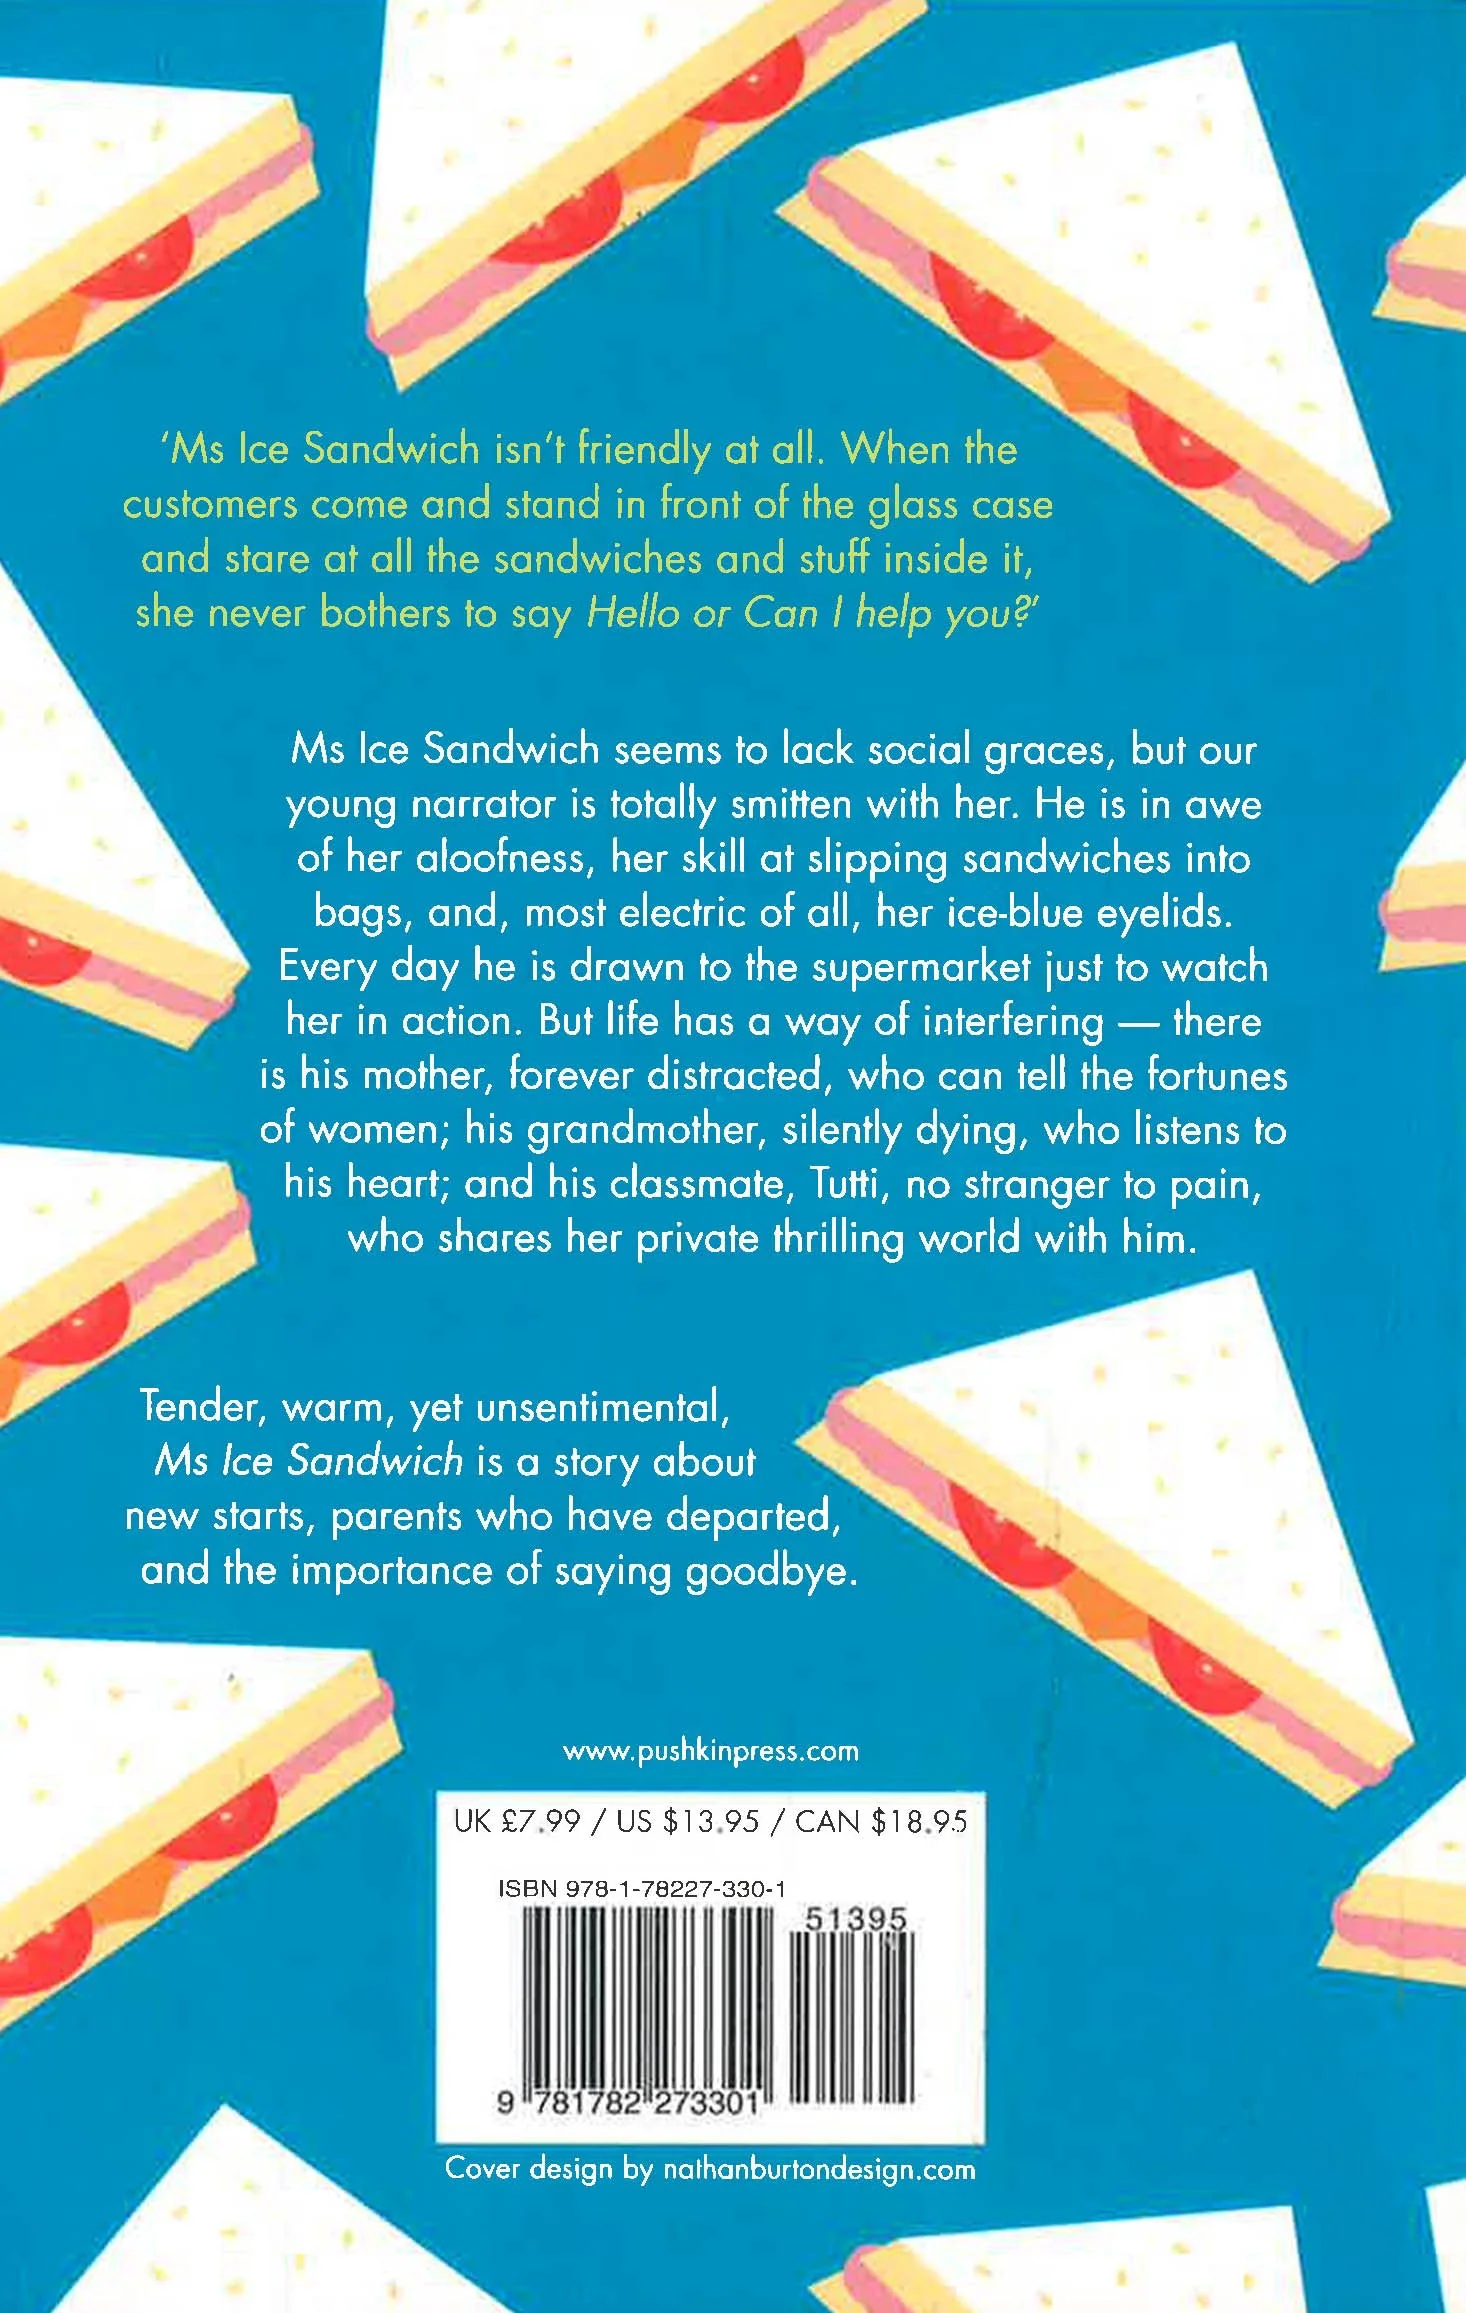 ‘Ms Ice Sandwich isn’t friendly at all. When the
customers come and stand in front of the glass case
and stare at all the sandwiches and stuff inside it,
she never bothers to say Hello or Can I help you?’
Ms Ice Sandwich seems to lack social graces, but our
young narrator is totally smitten with her. He is in awe
of her aloofness, her skill at slipping sandwiches into
bags, and, most electric of all, her ice-blue eyelids.
Every day he is drawn to the supermarket just to watch
her in action. But life has a way of interfering — there
is his mother, forever distracted, who can tell the fortunes
of women; his grandmother, silently dying, who listens to
his heart; and his classmate, Tutti, no stranger to pain,
who shares her private thrilling world with him.
Tender, warm, yet unsentimental,
Ms Ice Sandwich is a story about
new starts, parents who have departed,
and the importance of saying goodbye.
www.pushkinpress.com
UK £7.99 / US $13.95 / CAN $18.95
ISBN 978-1-78227-330-1
51395
9 781782 273301
Cover design by nathanburtondesign.com